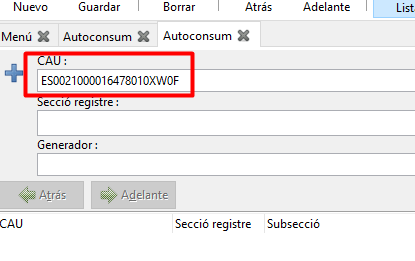 Nuevo Guardar Borrar Atrás Adelante List
Menú Autoconsum Autoconsum
CAU :
ES0021000016478010XW0F
Secció registre :
Generador :
Atrás Adelante
CAU Secció registre Subsecció